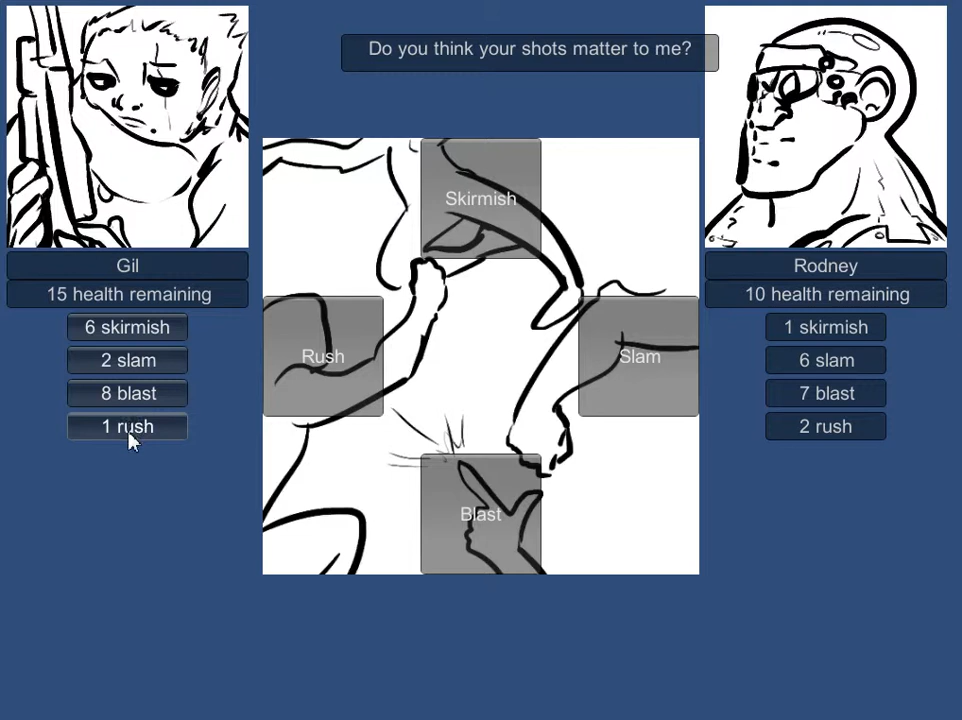 Do you think your shots matter to me?
Gil
15 health remaining
6 skirmish
2 slam
8 blast
1 rush
Skirmish
Rush
Slam
Blast
Rodney
10 health remaining
1 skirmish
6 slam
7 blast
2 rush